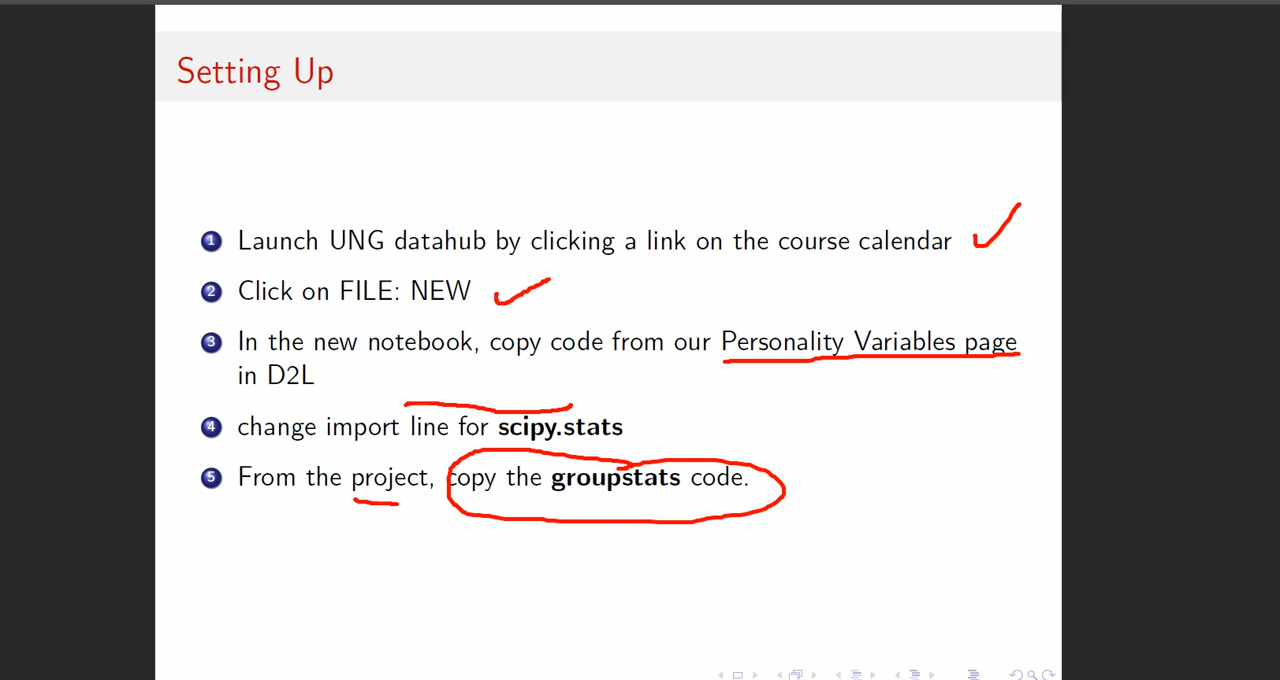 Setting Up
1 Launch UNG datahub by clicking a link on the course calendar
2 Click on FILE: NEW
3 In the new notebook, copy code from our Personality Variables page
in D2L
4 change import line for scipy.stats
5 From the project, copy the groupstats code.